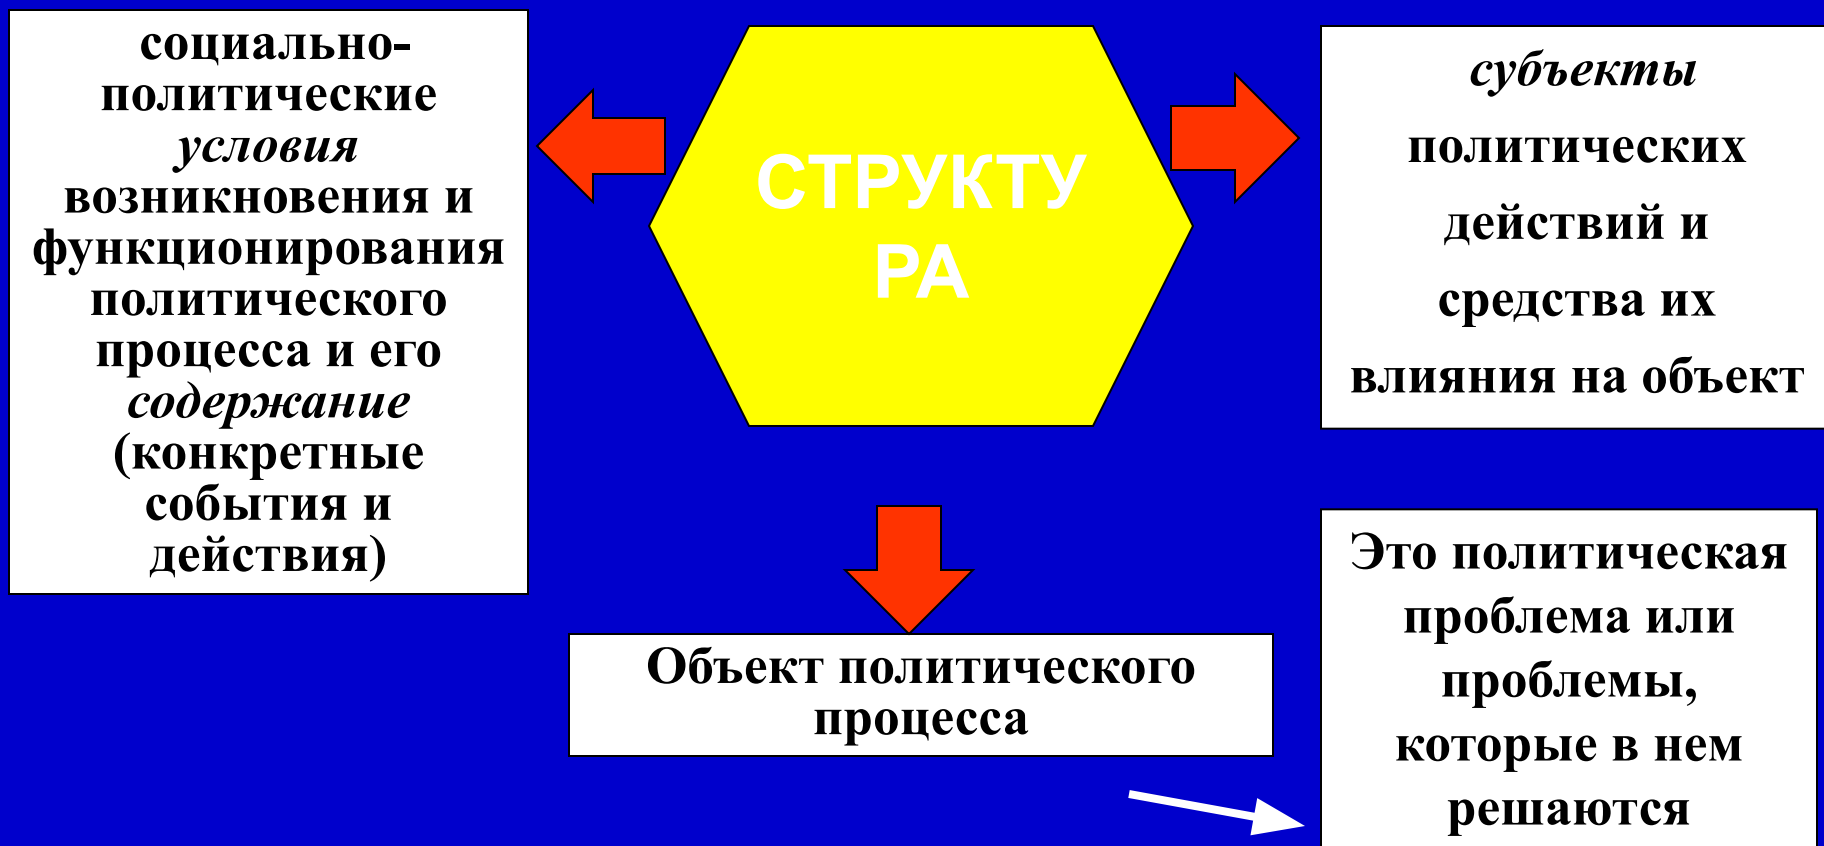 социально-
политические
условия
возникновения и
функционирования
политического
процесса и его
содержание
(конкретные
события и
действия)
СТРУКТУ
РА
субъекты
политических
действий и
средства их
влияния на объект
Объект политического
процесса
Это политическая
проблема или
проблемы,
которые в нем
решаются